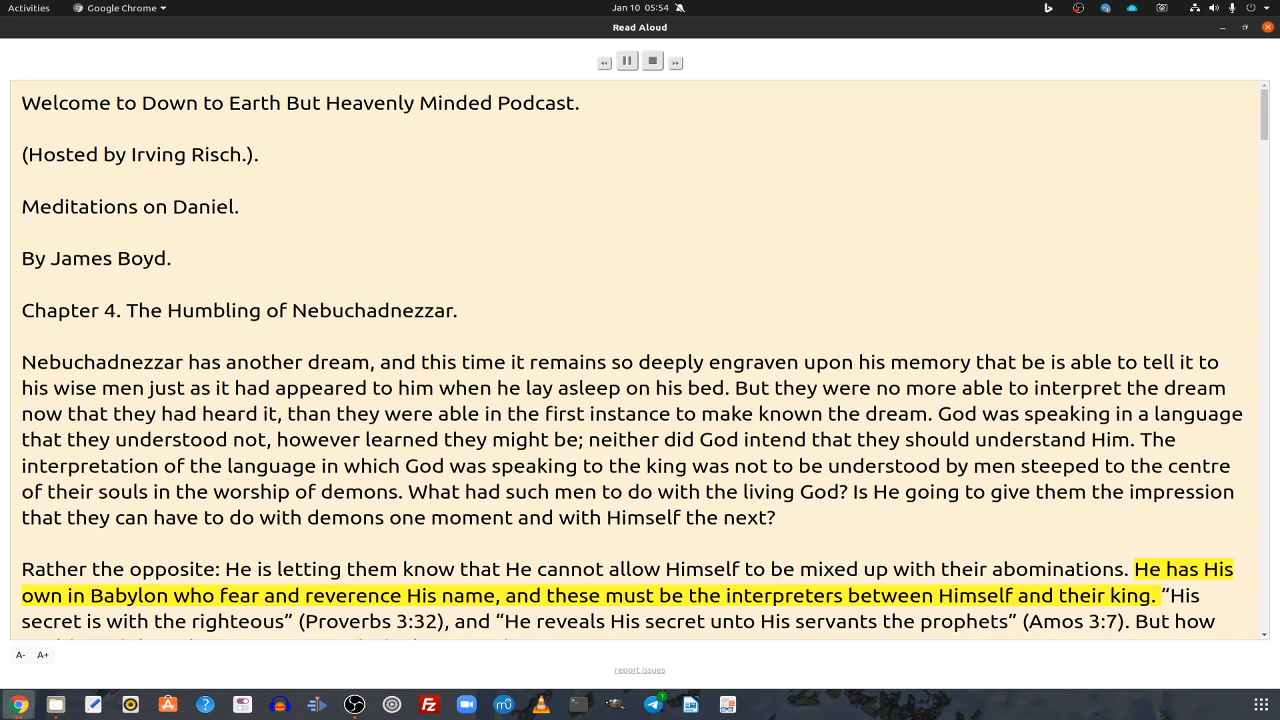 Activities
Google Chrome
Jan 10 05:54
Read Aloud
Welcome to Down to Earth But Heavenly Minded Podcast.
(Hosted by Irving Risch.).
Meditations on Daniel.
By James Boyd.
Chapter 4. The Humbling of Nebuchadnezzar.
Nebuchadnezzar has another dream, and this time it remains so deeply engraven upon his memory that be is able to tell it to
his wise men just as it had appeared to him when he lay asleep on his bed. But they were no more able to interpret the dream
now that they had heard it, than they were able in the first instance to make known the dream. God was speaking in a language
that they understood not, however learned they might be; neither did God intend that they should understand Him. The
interpretation of the language in which God was speaking to the king was not to be understood by men steeped to the centre
of their souls in the worship of demons. What had such men to do with the living God? Is He going to give them the impression
that they can have to do with demons one moment and with Himself the next?
Rather the opposite: He is letting them know that He cannot allow Himself to be mixed up with their abominations. He has His
own in Babylon who fear and reverence His name, and these must be the interpreters between Himself and their king. “His
secret is with the righteous” (Proverbs 3:32), and “He reveals His secret unto His servants the prophets” (Amos 3:7). But how
A- A+
report issues